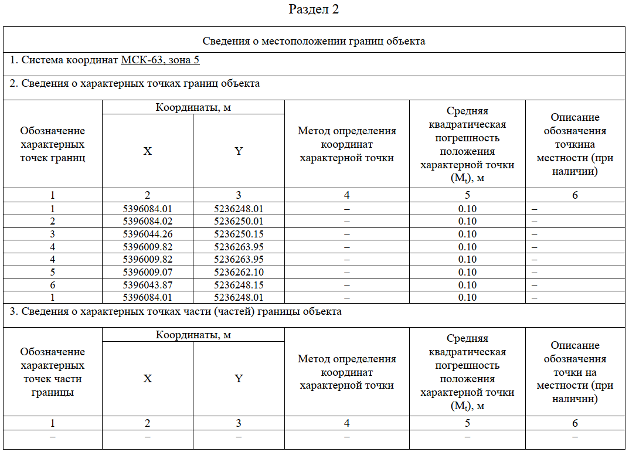 Раздел 2
Сведения о местоположении границ объекта
1. Система координат МСК-63, зона 5
2. Сведения о характерных точках границ объекта
Обозначение характерных точек границ
Координаты, м
X
Y
Метод определения координат характерной точки
Средняя квадратическая погрешность положения характерной точки (Mt), м
Описание обозначения точкина местности (при наличии)
1 2 3 4 5 6
1 5396084.01 5236248.01 – 0.10 –
2 5396084.02 5236250.01 – 0.10 –
3 5396044.26 5236250.15 – 0.10 –
4 5396009.82 5236263.95 – 0.10 –
4 5396009.82 5236263.95 – 0.10 –
5 5396009.07 5236262.10 – 0.10 –
6 5396043.87 5236248.15 – 0.10 –
1 5396084.01 5236248.01 – 0.10 –
3. Сведения о характерных точках части (частей) границы объекта
Обозначение характерных точек части границы
Координаты, м
X
Y
Метод определения координат характерной точки
Средняя квадратическая погрешность положения характерной точки (Mt), м
Описание обозначения точки на местности (при наличии)
1 2 3 4 5 6
– – – – – –